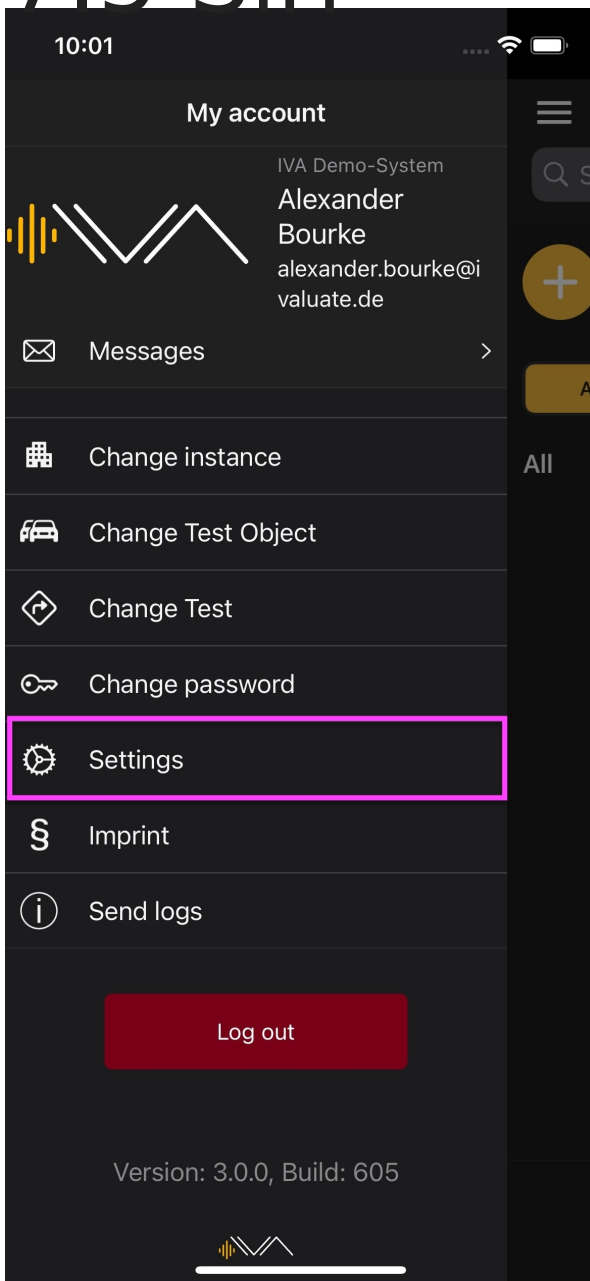 10:01
My account
IVA Demo-System
Alexander
Bourke
alexander.bourke@i
valuate.de
Messages
Change instance
Change Test Object
Change Test
Change password
Settings
§ Imprint
Send logs
Log out
Version: 3.0.0, Build: 605
All